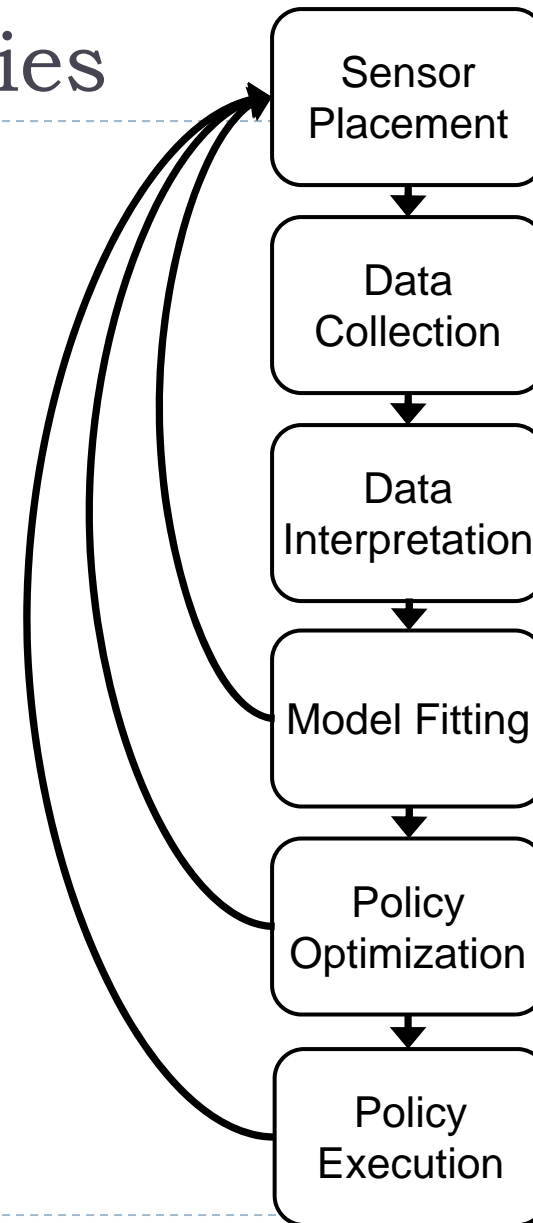 ies
Sensor
Placement
Data
Collection
Data
Interpretation
Model Fitting
Policy
Optimization
Policy
Execution